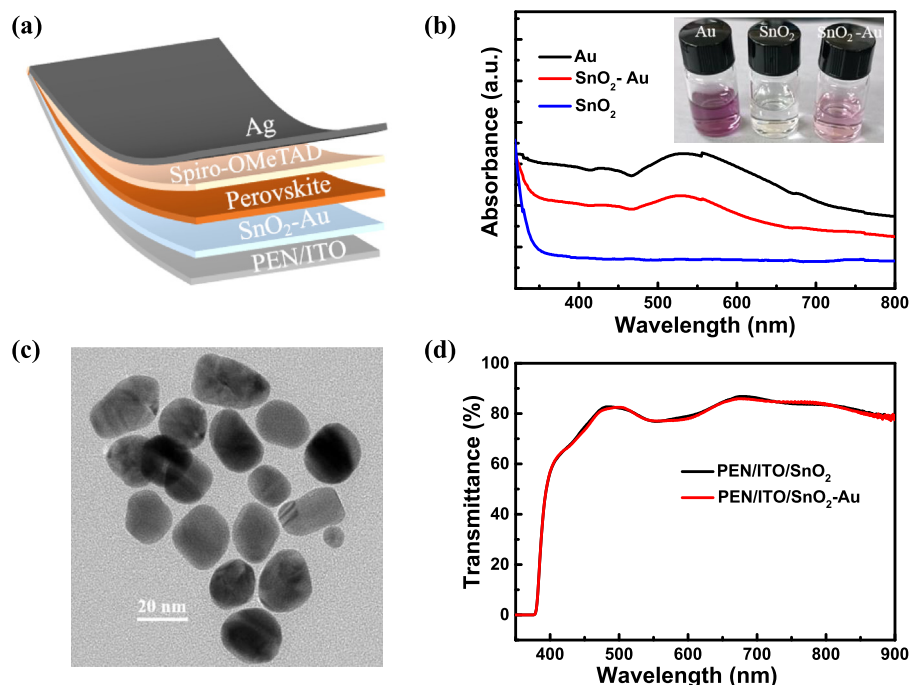 (a)
Ag
Spiro-OMeTAD
Perovskite
SnO₂-Au
PEN/ITO
(b)
Absorbance (a.u.)
Au
SnO₂- Au
SnO₂
Au SnO₂ SnO₂-Au
400 500 600 700 800
Wavelength (nm)
(c)
20 nm
(d)
Transmittance (%)
100
80
60
40
20
0
PEN/ITO/SnO₂
PEN/ITO/SnO₂-Au
400 500 600 700 800 900
Wavelength (nm)